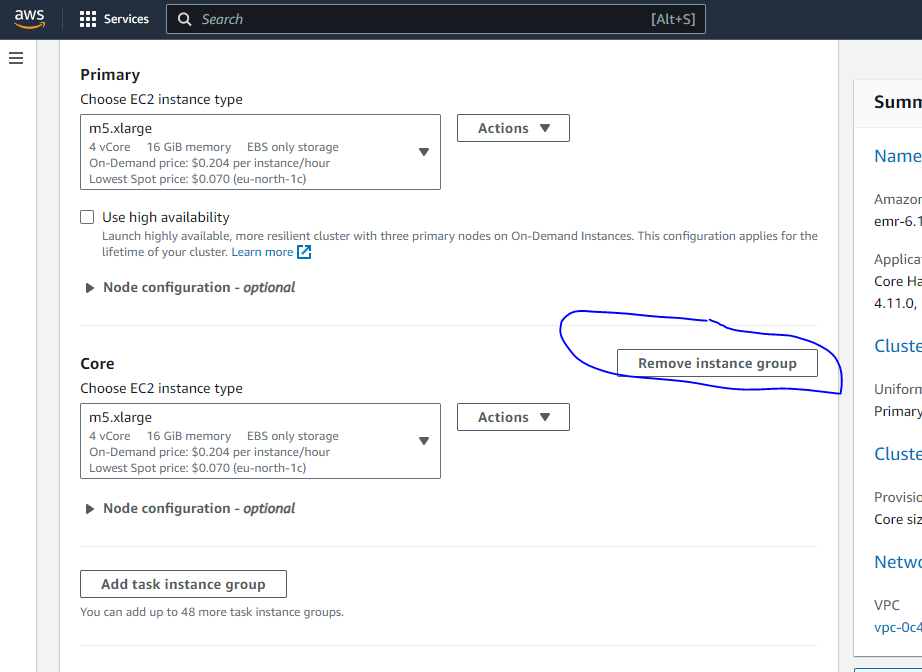 aws
Services
Search
[Alt+S]
Primary
Choose EC2 instance type
m5.xlarge
4 vCore 16 GiB memory EBS only storage
On-Demand price: $0.204 per instance/hour
Lowest Spot price: $0.070 (eu-north-1c)
Actions
Use high availability
Launch highly available, more resilient cluster with three primary nodes on On-Demand Instances. This configuration applies for the
lifetime of your cluster. Learn more
Node configuration - optional
Core
Remove instance group
Choose EC2 instance type
m5.xlarge
4 vCore 16 GiB memory EBS only storage
On-Demand price: $0.204 per instance/hour
Lowest Spot price: $0.070 (eu-north-1c)
Actions
Node configuration - optional
Add task instance group
You can add up to 48 more task instance groups.
Summ
Name
Amazon
emr-6.1
Applica
Core Ha
4.11.0,
Cluste
Uniform
Primary
Cluste
Provisio
Core siz
Netwo
VPC
vpc-0c4